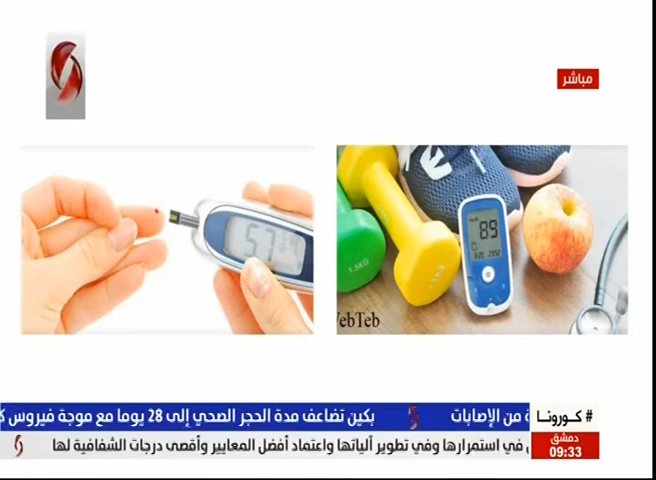 مباشر
57
89
1.5KG
WebTeb
# كورونا
ة من الإصابات
بكين تضاعف مدة الحجر الصحي إلى 28 يوما مع موجة فيروس ك
دمشق
09:33
في استمرارها وفي تطوير آلياتها واعتماد أفضل المعايير وأقصى درجات الشفافية لها